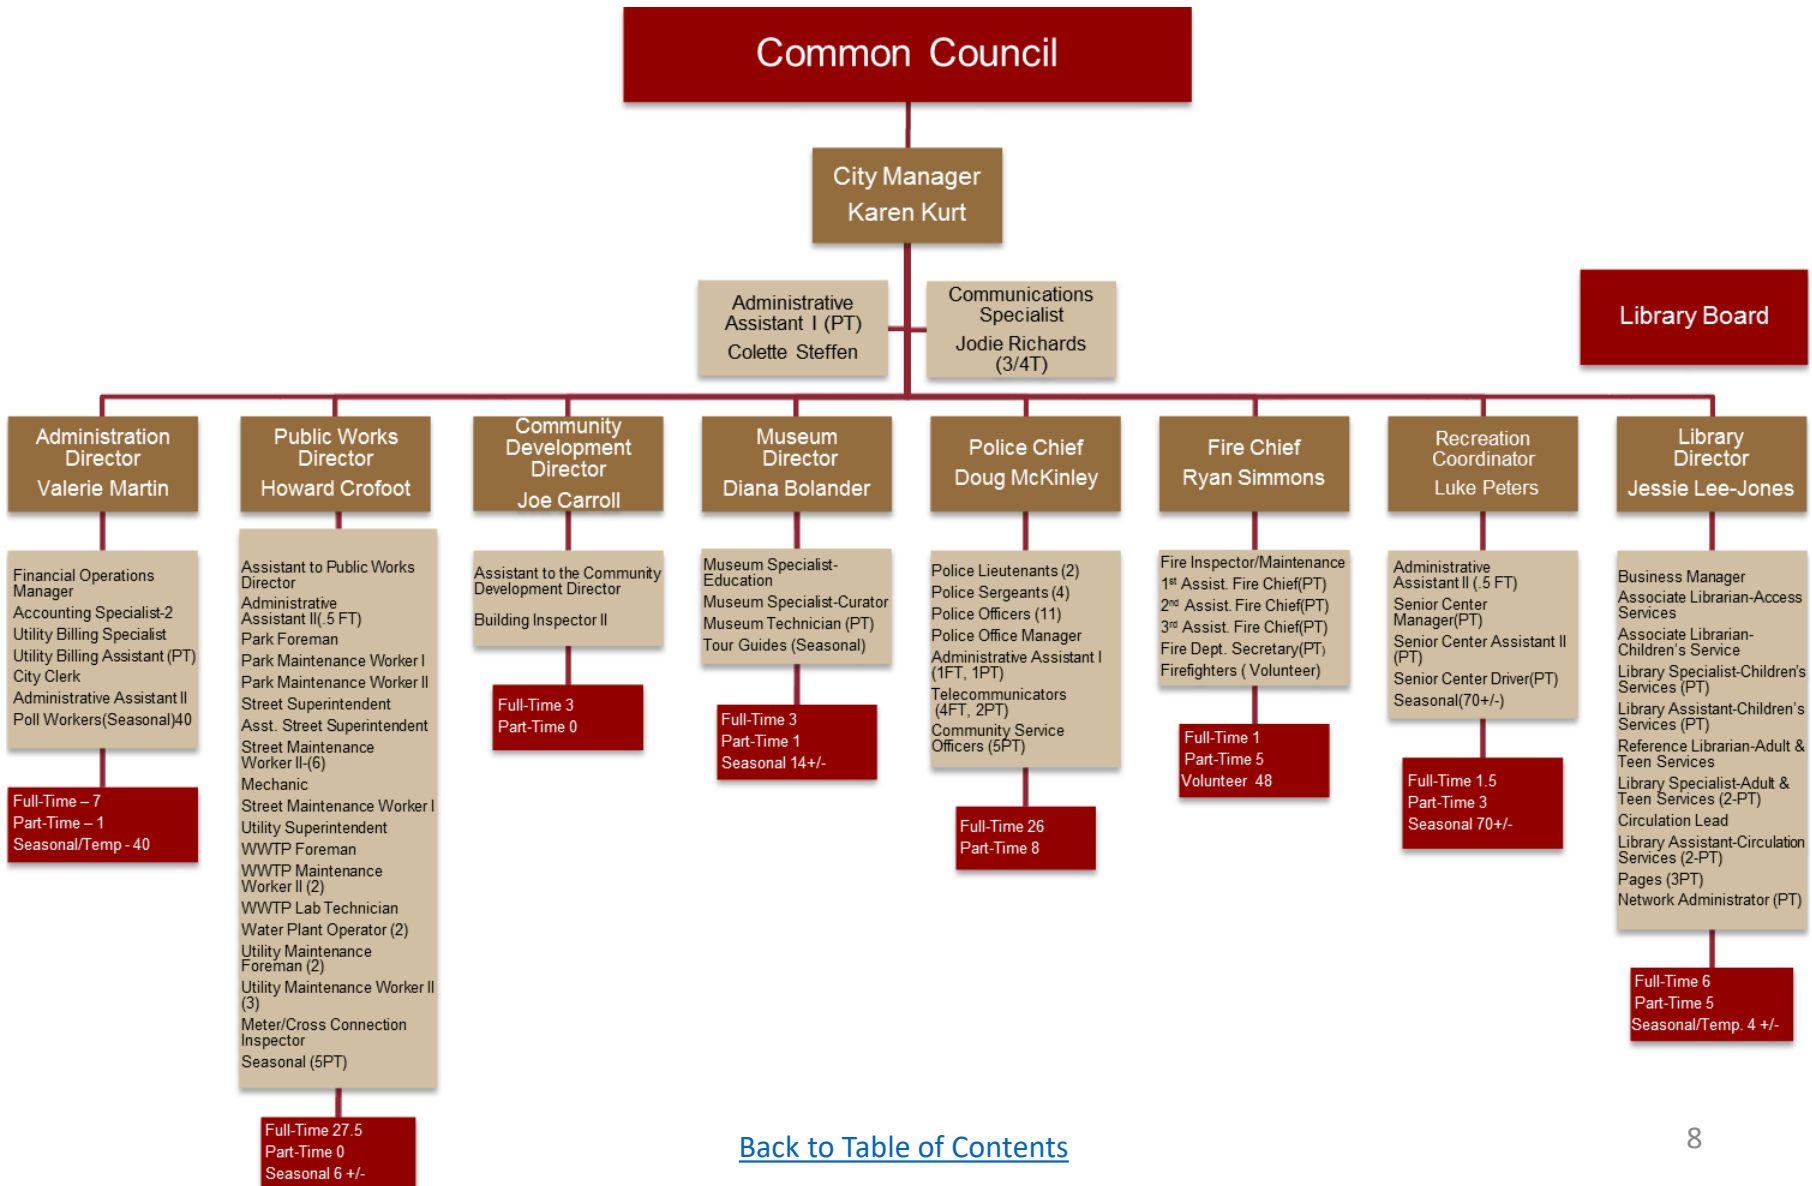 Common Council
City Manager
Karen Kurt
Administrative
Assistant I (PT)
Colette Steffen
Communications
Specialist
Jodie Richards
(3/4T)
Library Board
Administration
Director
Valerie Martin
Financial Operations
Manager
Accounting Specialist-2
Utility Billing Specialist
Utility Billing Assistant (PT)
City Clerk
Administrative Assistant II
Poll Workers(Seasonal)40
Full-Time – 7
Part-Time – 1
Seasonal/Temp - 40
Public Works
Director
Howard Crofoot
Assistant to Public Works
Director
Administrative
Assistant II(.5 FT)
Park Foreman
Park Maintenance Worker I
Park Maintenance Worker II
Street Superintendent
Asst. Street Superintendent
Street Maintenance
Worker II-(6)
Mechanic
Street Maintenance Worker I
Utility Superintendent
WWTP Foreman
WWTP Maintenance
Worker II (2)
WWTP Lab Technician
Water Plant Operator (2)
Utility Maintenance
Foreman (2)
Utility Maintenance Worker II
(3)
Meter/Cross Connection
Inspector
Seasonal (5PT)
Full-Time 27.5
Part-Time 0
Seasonal 6 +/-
Community
Development
Director
Joe Carroll
Assistant to the Community
Development Director
Building Inspector II
Full-Time 3
Part-Time 0
Museum
Director
Diana Bolander
Museum Specialist-
Education
Museum Specialist-Curator
Museum Technician (PT)
Tour Guides (Seasonal)
Full-Time 3
Part-Time 1
Seasonal 14+/-
Police Chief
Doug McKinley
Police Lieutenants (2)
Police Sergeants (4)
Police Officers (11)
Police Office Manager
Administrative Assistant I
(1FT, 1PT)
Telecommunicators
(4FT, 2PT)
Community Service
Officers (5PT)
Full-Time 26
Part-Time 8
Fire Chief
Ryan Simmons
Fire Inspector/Maintenance
1st Assist. Fire Chief(PT)
2nd Assist. Fire Chief(PT)
3rd Assist. Fire Chief(PT)
Fire Dept. Secretary(PT)
Firefighters ( Volunteer)
Full-Time 1
Part-Time 5
Volunteer 48
Recreation
Coordinator
Luke Peters
Administrative
Assistant II (.5 FT)
Senior Center
Manager(PT)
Senior Center Assistant II
(PT)
Senior Center Driver(PT)
Seasonal(70+/-)
Full-Time 1.5
Part-Time 3
Seasonal 70+/-
Library
Director
Jessie Lee-Jones
Business Manager
Associate Librarian-Access
Services
Associate Librarian-
Children's Service
Library Specialist-Children's
Services (PT)
Library Assistant-Children's
Services (PT)
Reference Librarian-Adult &
Teen Services
Library Specialist-Adult &
Teen Services (2-PT)
Circulation Lead
Library Assistant-Circulation
Services (2-PT)
Pages (3PT)
Network Administrator (PT)
Full-Time 6
Part-Time 5
Seasonal/Temp. 4 +/-
Back to Table of Contents
8